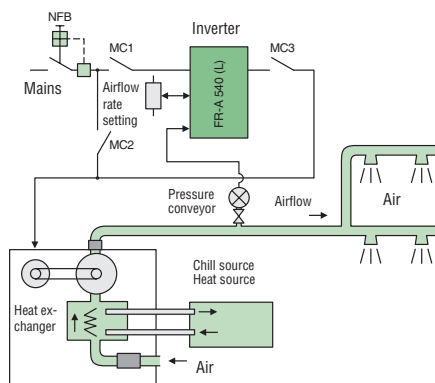 NFB
MC1
Inverter
MC3
Mains
Airflow
rate
setting
FR-A 540 (L)
MC2
Pressure
conveyor
Airflow
Air
Chill source
Heat source
Heat ex-
changer
Air